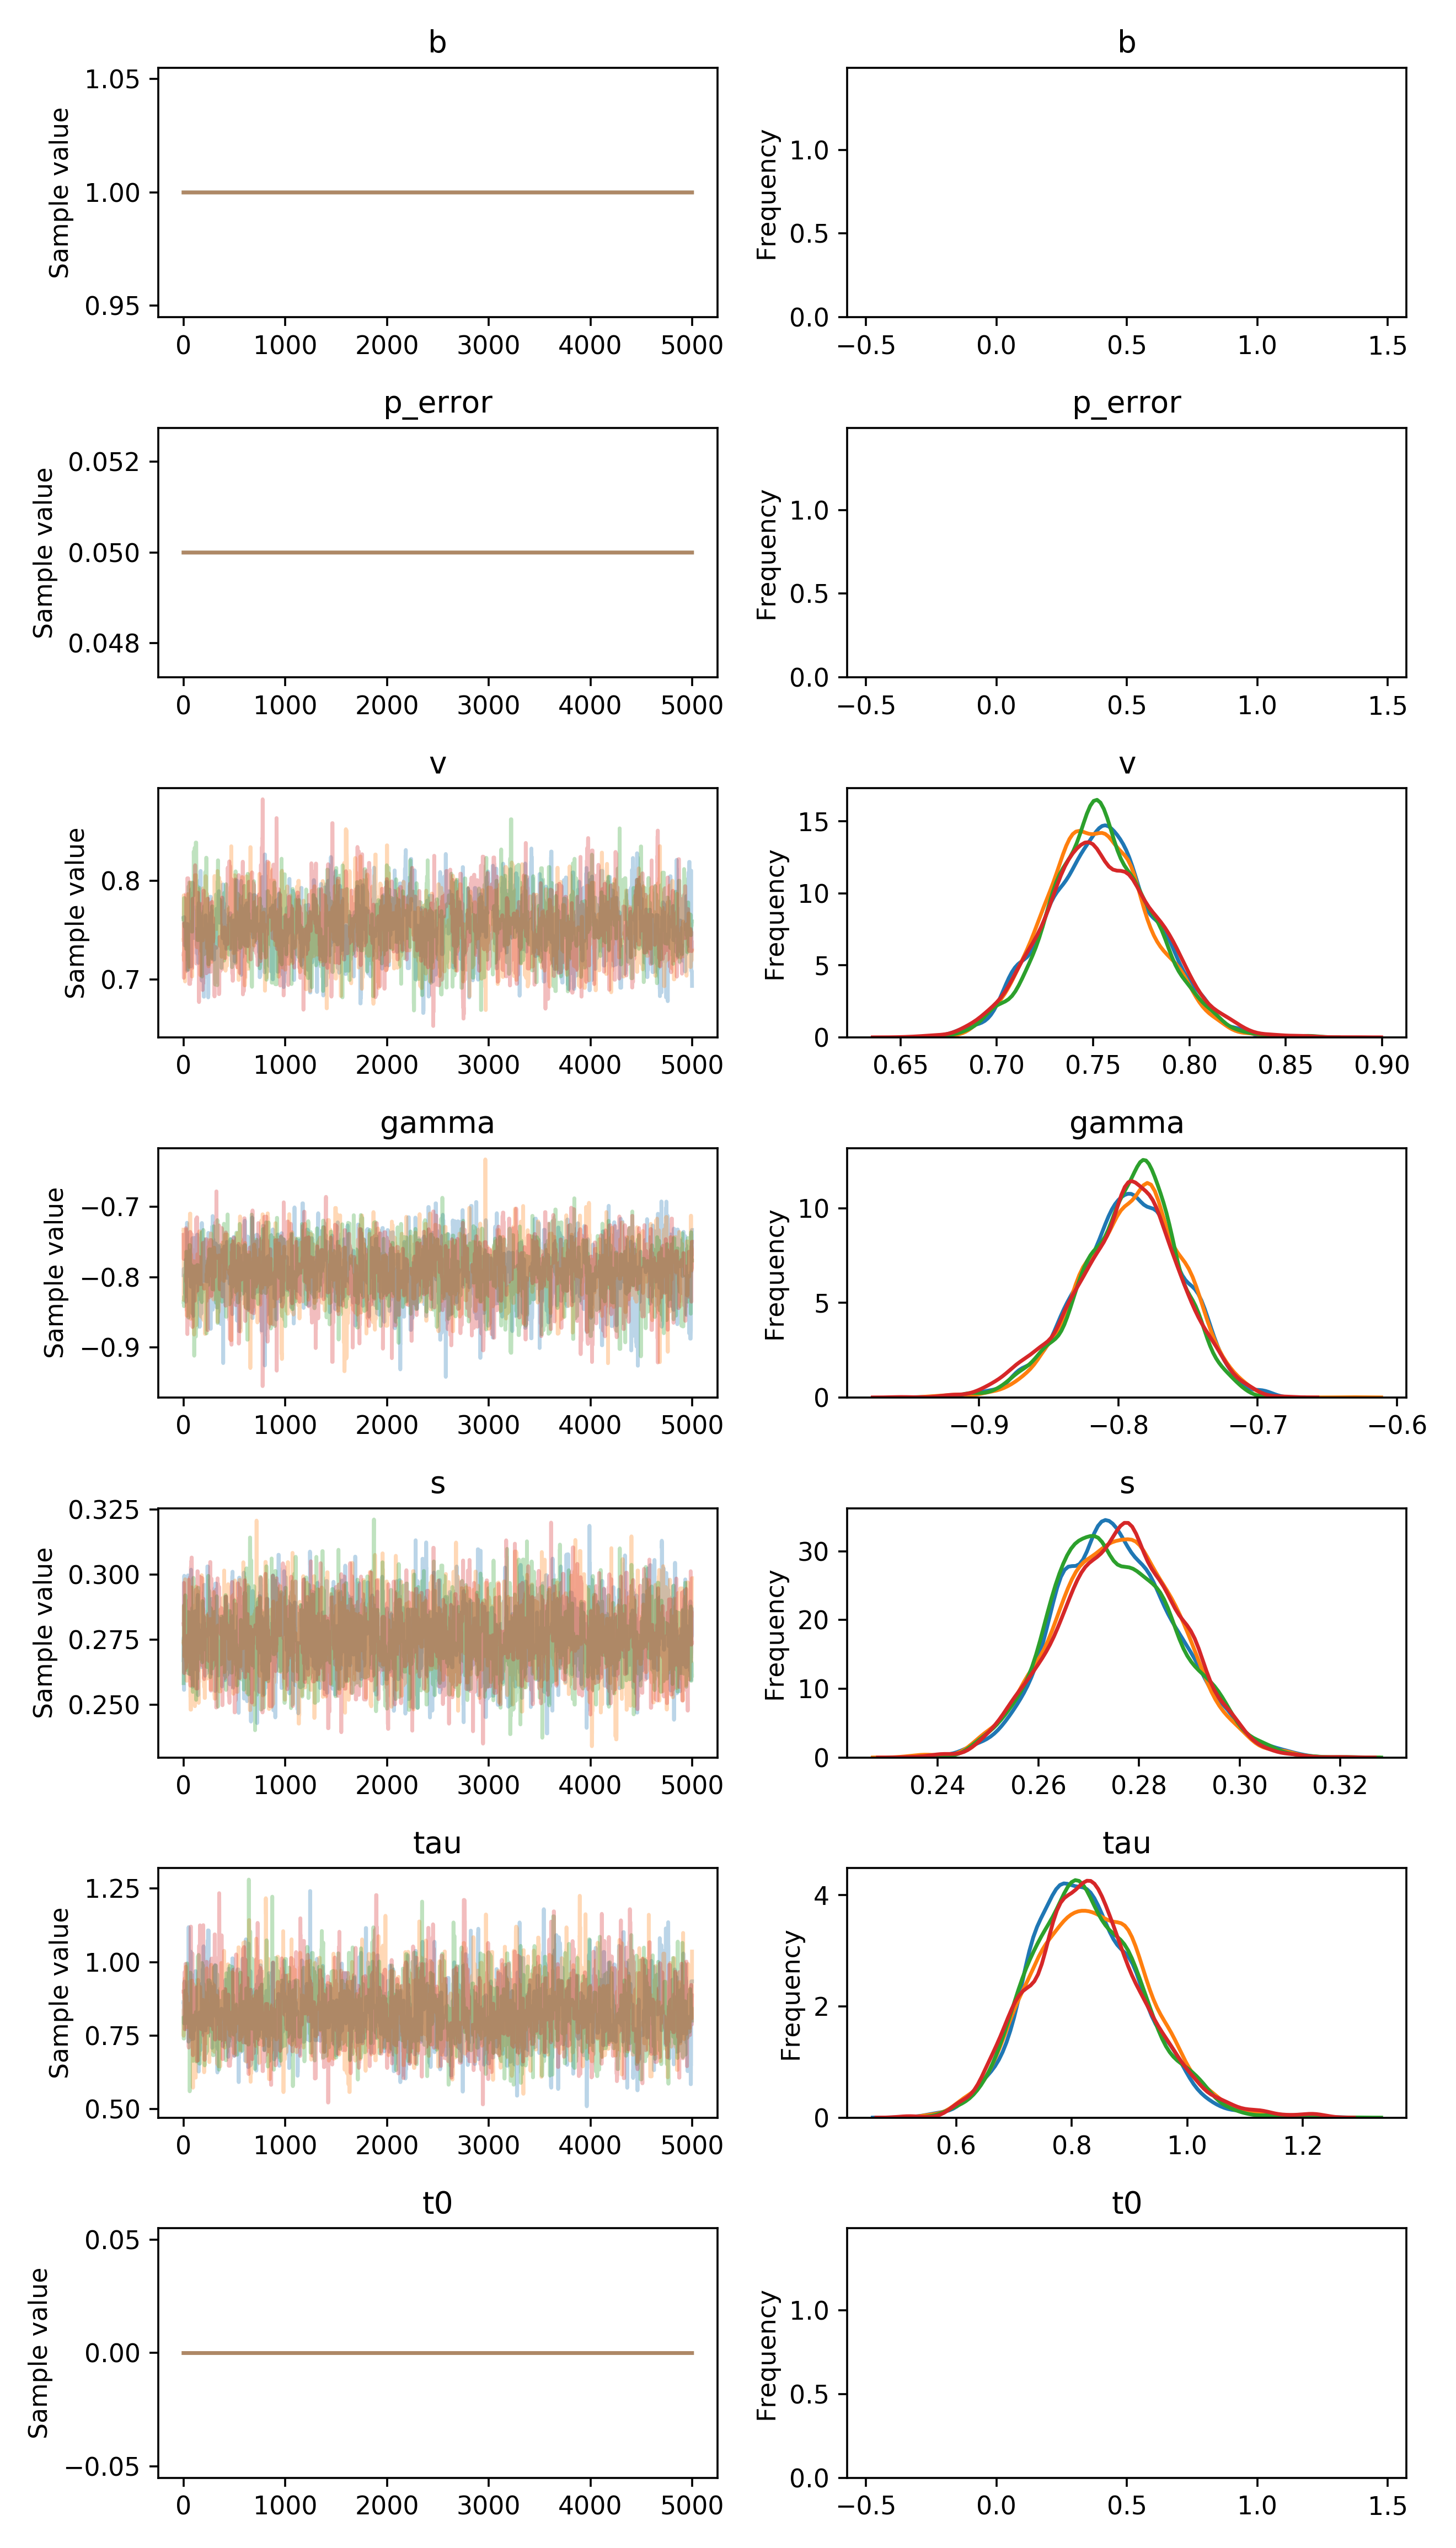 b
b
Sample value
1.05
1.00
0.95
0 1000 2000 3000 4000 5000
Frequency
1.0
0.5
0.0
−0.5 0.0 0.5 1.0 1.5
p_error
p_error
Sample value
0.052
0.050
0.048
0 1000 2000 3000 4000 5000
Frequency
1.0
0.5
0.0
−0.5 0.0 0.5 1.0 1.5
v
v
Sample value
0.8
0.7
0 1000 2000 3000 4000 5000
Frequency
15
10
5
0
0.65 0.70 0.75 0.80 0.85 0.90
gamma
gamma
Sample value
−0.7
−0.8
−0.9
0 1000 2000 3000 4000 5000
Frequency
10
5
0
−0.9 −0.8 −0.7 −0.6
s
s
Sample value
0.325
0.300
0.275
0.250
0 1000 2000 3000 4000 5000
Frequency
30
20
10
0
0.24 0.26 0.28 0.30 0.32
tau
tau
Sample value
1.25
1.00
0.75
0.50
0 1000 2000 3000 4000 5000
Frequency
4
2
0
0.6 0.8 1.0 1.2
t0
t0
Sample value
0.05
0.00
−0.05
0 1000 2000 3000 4000 5000
Frequency
1.0
0.5
0.0
−0.5 0.0 0.5 1.0 1.5